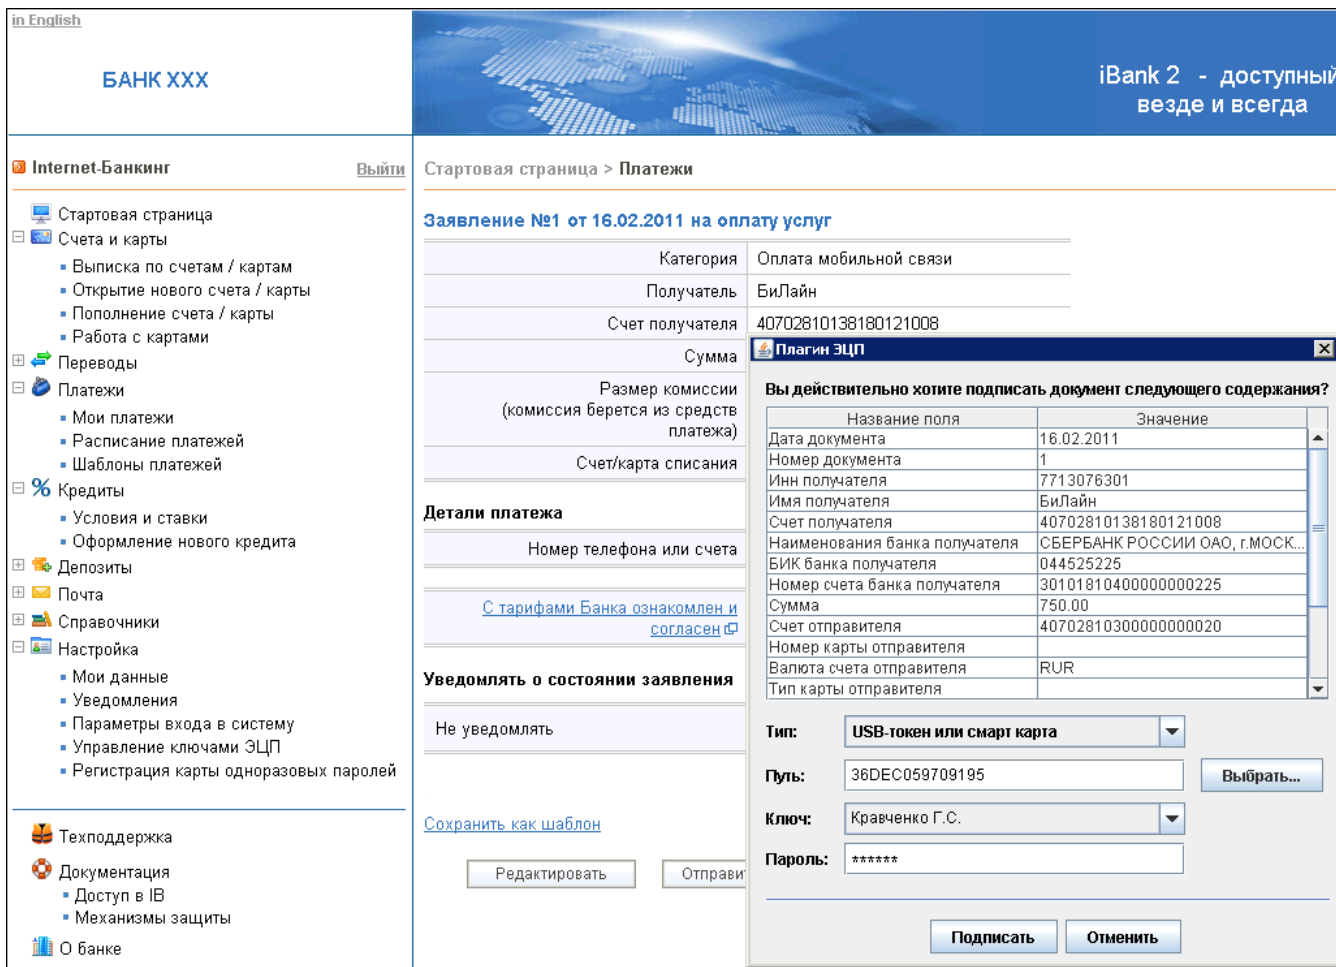 in English
БАНК XXX
iBank 2 - доступный
везде и всегда
Internet-Банкинг
Выйти
Стартовая страница
Счета и карты
Выписка по счетам / картам
Открытие нового счета / карты
Пополнение счета / карты
Работа с картами
Переводы
Платежи
Мои платежи
Расписание платежей
Шаблоны платежей
Кредиты
Условия и ставки
Оформление нового кредита
Депозиты
Почта
Справочники
Настройка
Мои данные
Уведомления
Параметры входа в систему
Управление ключами ЭЦП
Регистрация карты одноразовых паролей
Техподдержка
Документация
Доступ в IB
Механизмы защиты
О банке
Стартовая страница > Платежи
Заявление №1 от 16.02.2011 на оплату услуг
Категория Оплата мобильной связи
Получатель БиЛайн
Счет получателя 40702810138180121008
Сумма
Размер комиссии
(комиссия берется из средств
платежа)
Счет/карта списания
Детали платежа
Номер телефона или счета
С тарифами Банка ознакомлен и
согласен
Уведомлять о состоянии заявления
Не уведомлять
Сохранить как шаблон
Редактировать
Отправи
Плагин ЭЦП
Вы действительно хотите подписать документ следующего содержания?
Название поля Значение
Дата документа 16.02.2011
Номер документа 1
Инн получателя 7713076301
Имя получателя БиЛайн
Счет получателя 40702810138180121008
Наименования банка получателя СБЕРБАНК РОССИИ ОАО, г.МОСК...
БИК банка получателя 044525225
Номер счета банка получателя 30101810400000000225
Сумма 750.00
Счет отправителя 40702810300000000020
Номер карты отправителя
Валюта счета отправителя RUR
Тип карты отправителя
Тип: USB-токен или смарт карта
Путь: 36DEC059709195 Выбрать...
Ключ: Кравченко Г.С.
Пароль: ******
Подписать Отменить